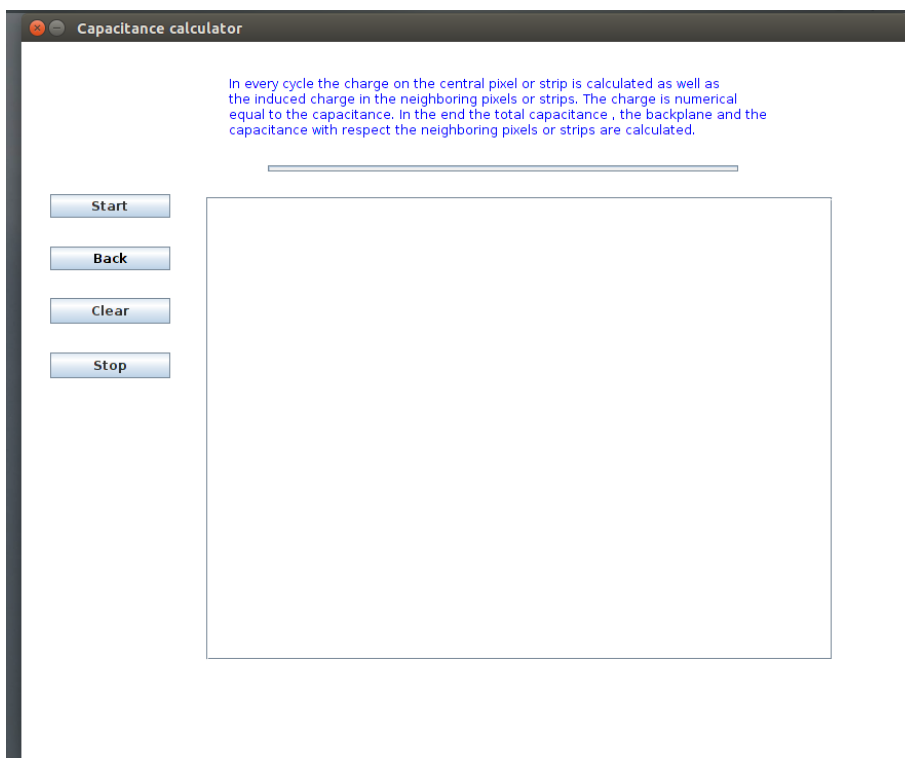 Capacitance calculator
In every cycle the charge on the central pixel or strip is calculated as well as
the induced charge in the neighboring pixels or strips. The charge is numerical
equal to the capacitance. In the end the total capacitance , the backplane and the
capacitance with respect the neighboring pixels or strips are calculated.
Start
Back
Clear
Stop